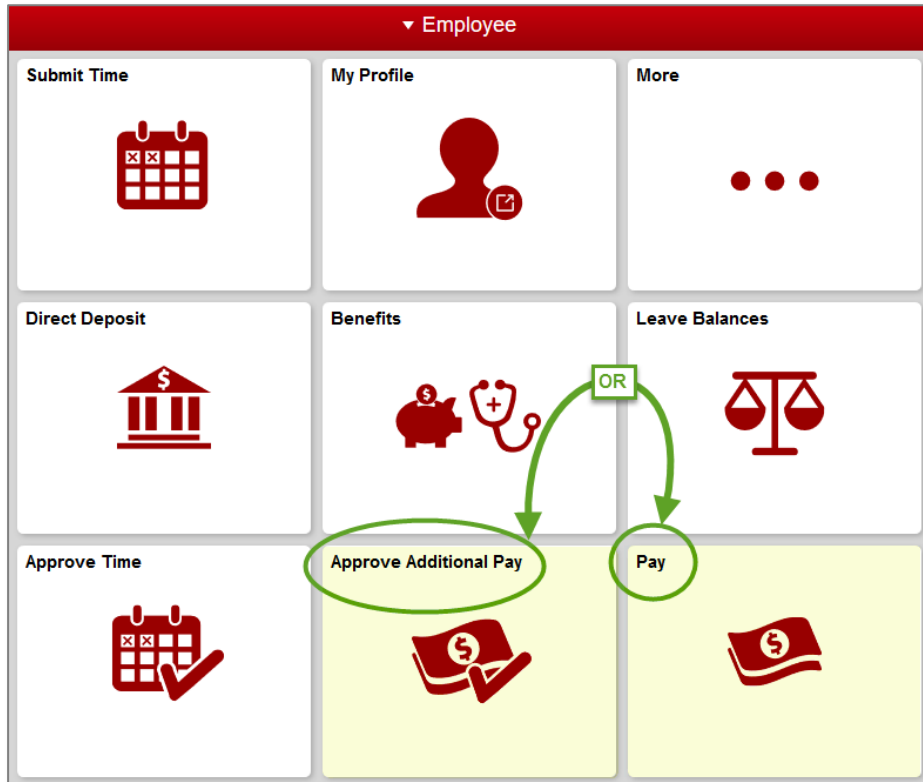 Employee
Submit Time
My Profile
More
Direct Deposit
Benefits
Leave Balances
OR
Approve Time
Approve Additional Pay
Pay